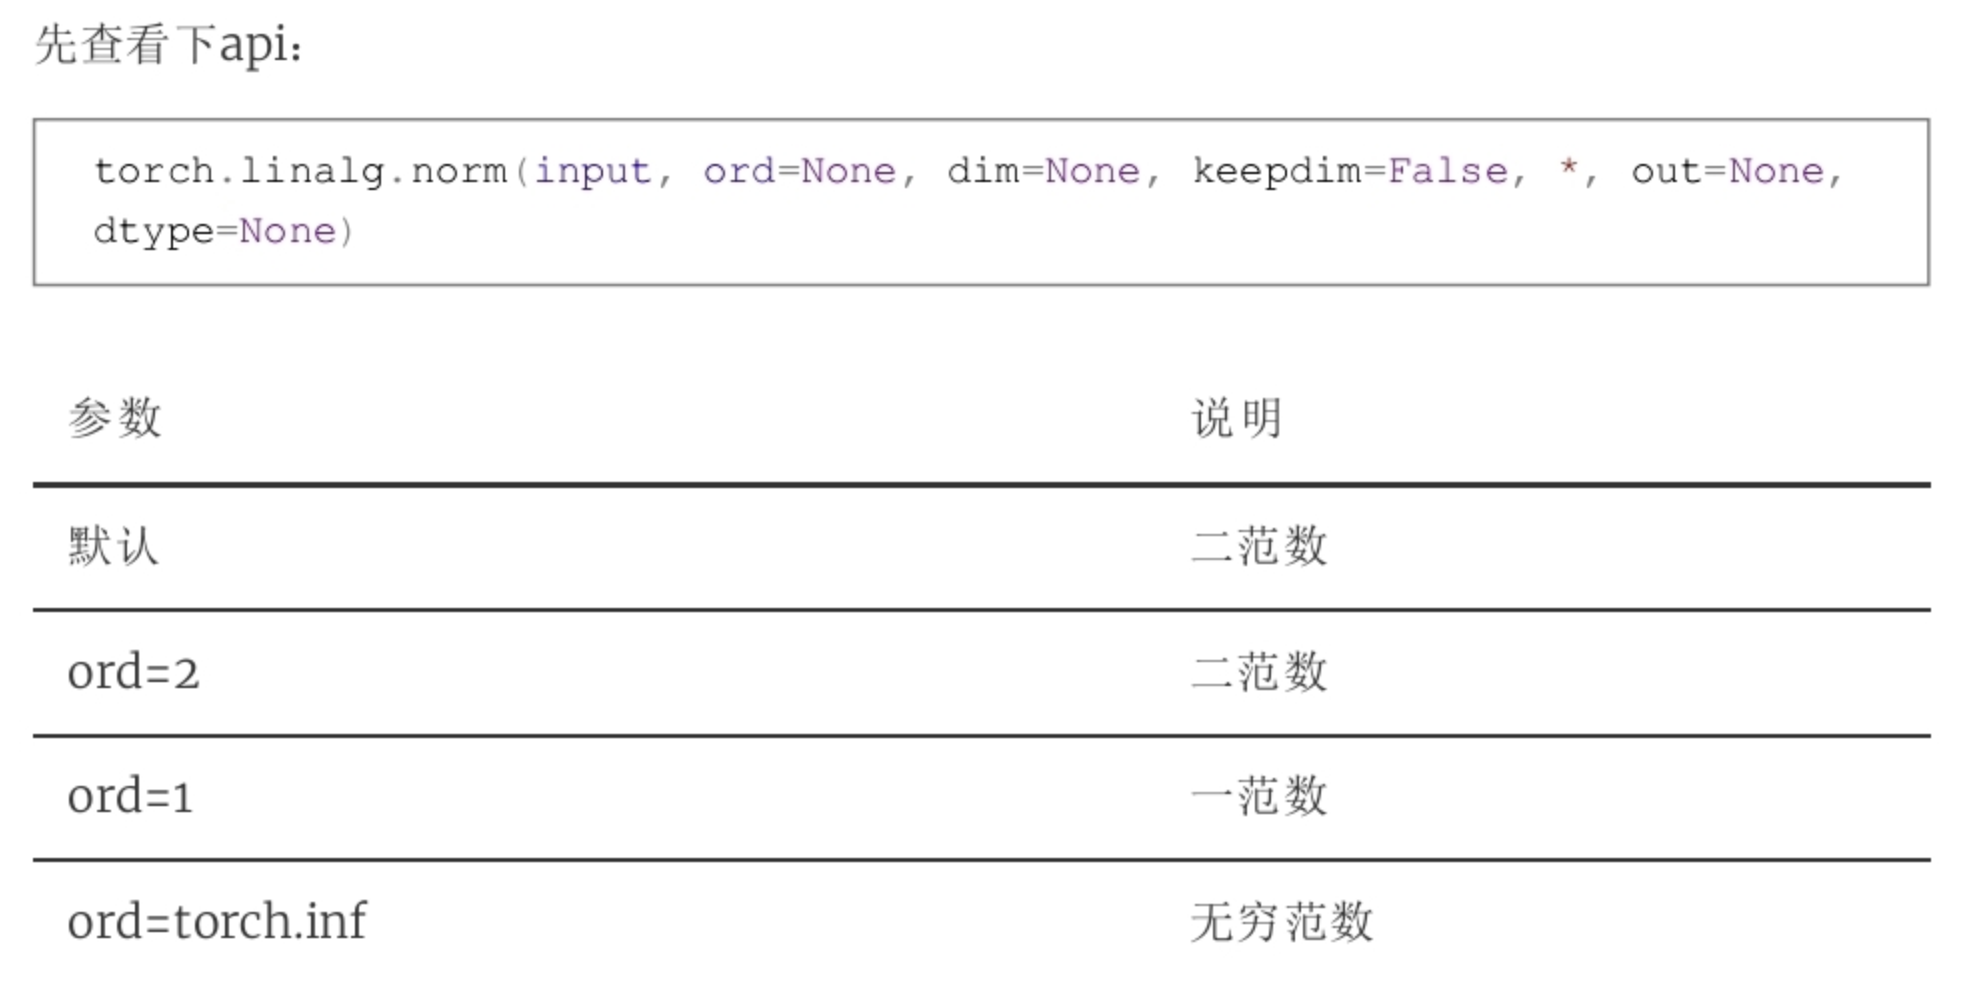 先查看下api：
torch.linalg.norm(input, ord=None, dim=None, keepdim=False, *, out=None,
dtype=None)
参数 说明
默认 二范数
ord=2 二范数
ord=1 一范数
ord=torch.inf 无穷范数